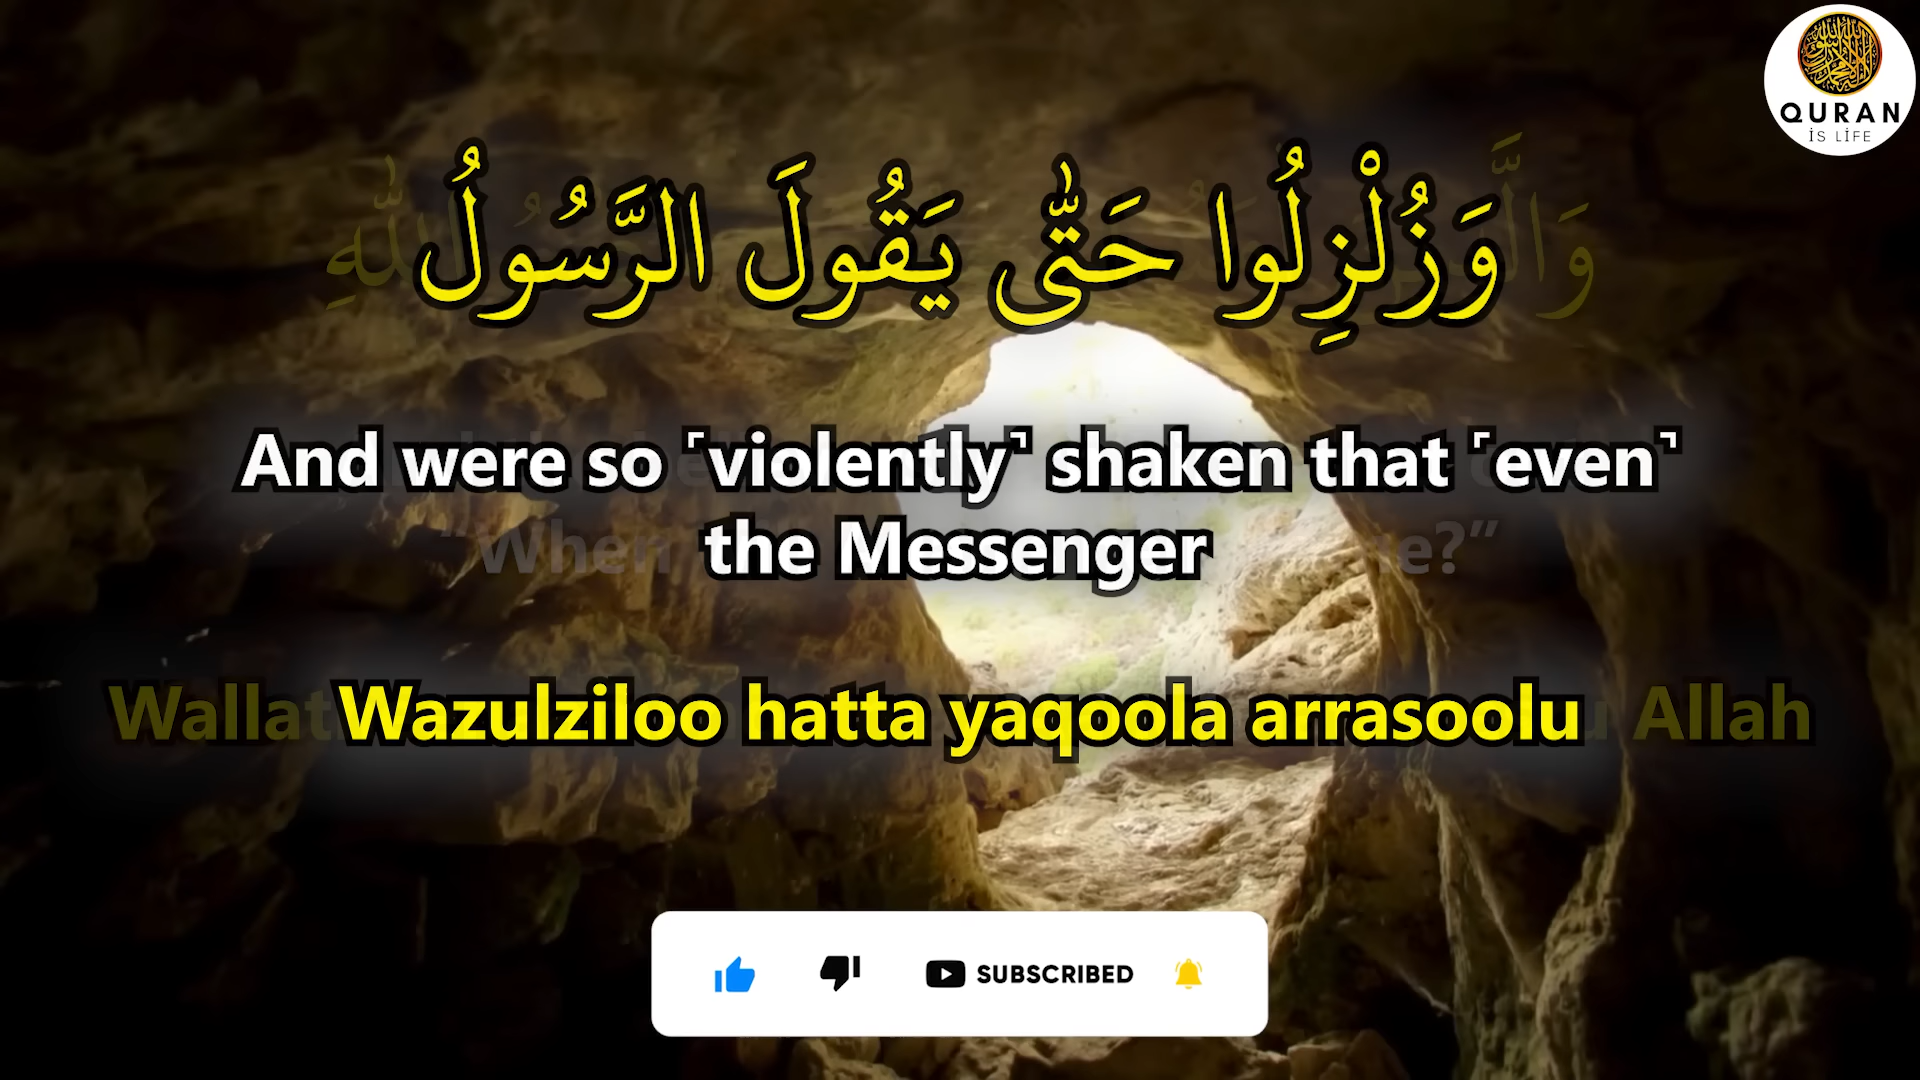 QURAN
İS LİFE
وَزُلْزِلُوا حَتّٰى يَقُولَ الرَّسُولُ
And were so ˹violently˺ shaken that ˹even˺
the Messenger
Wazulziloo hatta yaqoola arrasoolu
SUBSCRIBED